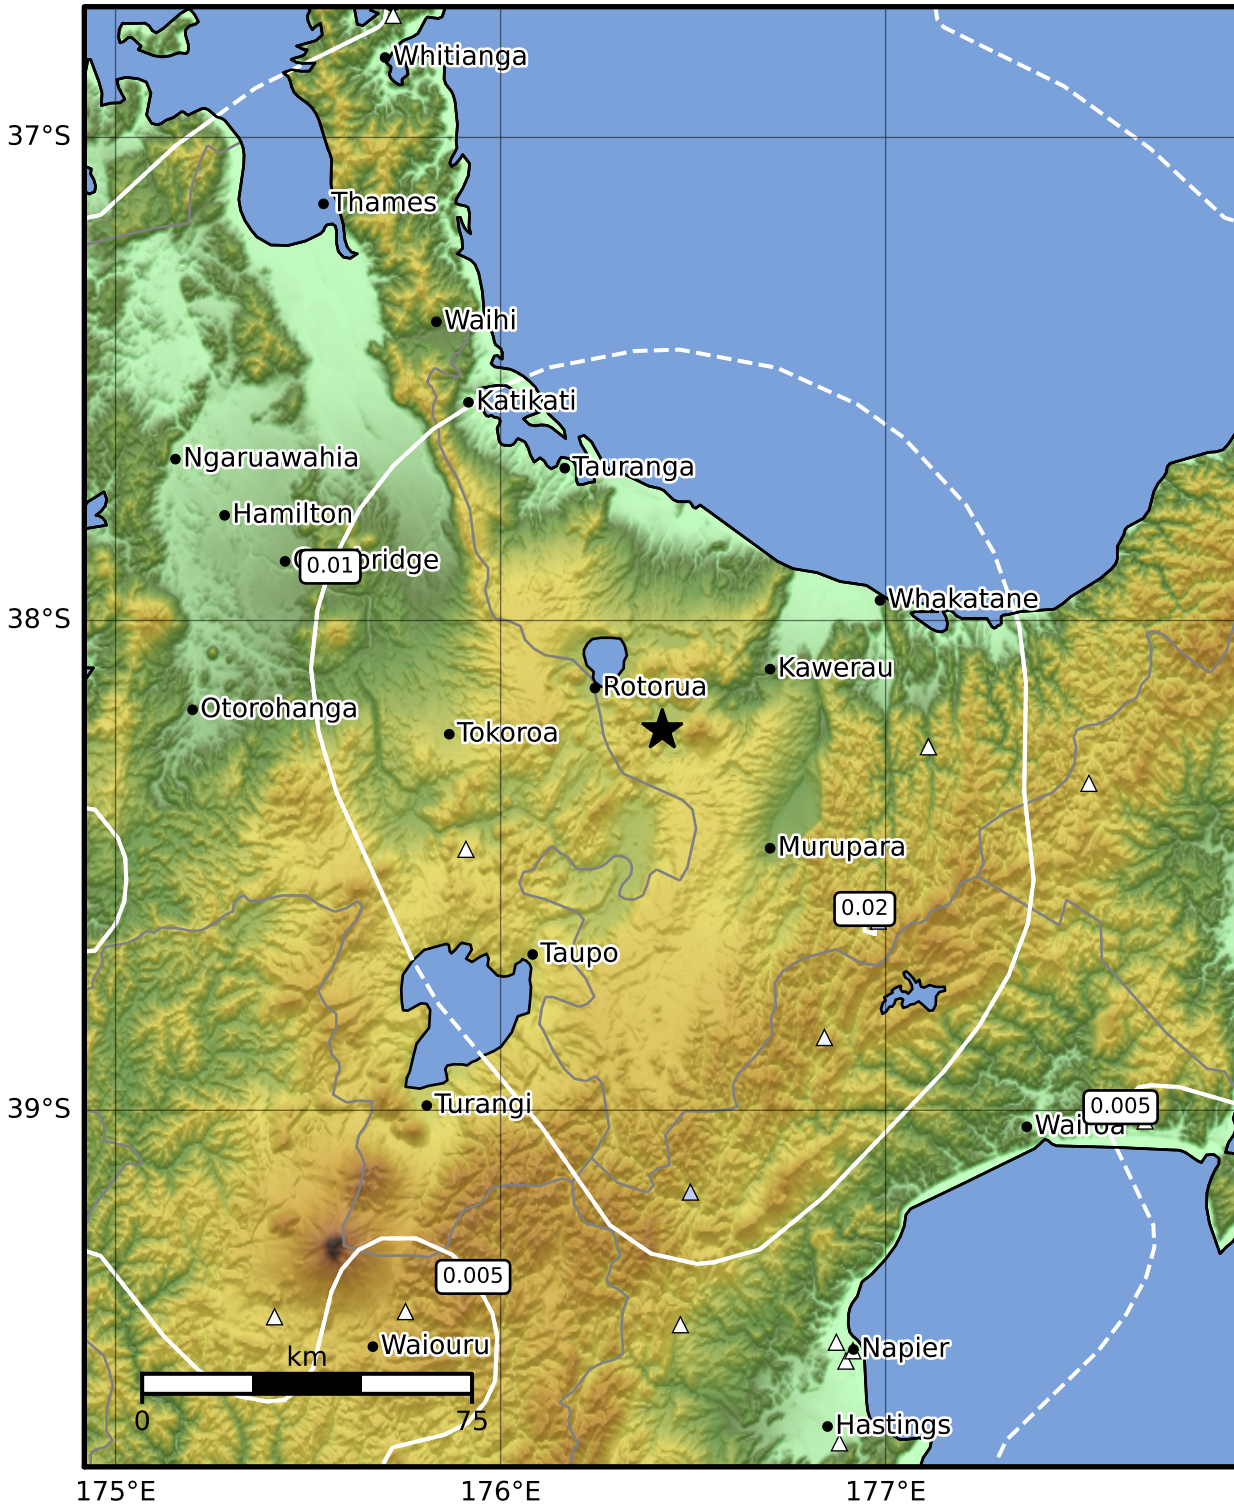 Whitianga
37°S
Thames
Waihi
Katikati
Ngaruawahia
Tauranga
Hamilton
0.01
Whakatane
38°S
Kawerau
Rotorua
Otorohanga
Tokoroa
Murupara
0.02
Taupo
39°S
Turangi
0.005
Wairoa
0.005
Waiouru
Napier
km
0
75
Hastings
175°E
176°E
177°E